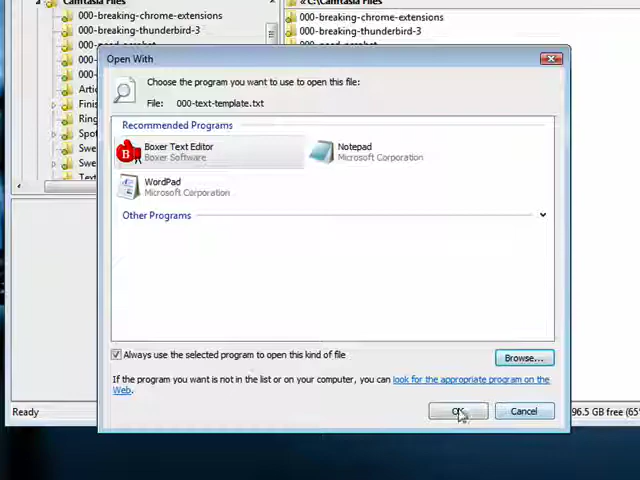 Camtasia Files
000-breaking-chrome-extensions
000-breaking-thunderbird-3
C:\Camtasia Files
000-breaking-chrome-extensions
000-breaking-thunderbird-3
Open With
Choose the program you want to use to open this file:
File: 000-text-template.txt
Recommended Programs
Boxer Text Editor
Boxer Software
Notepad
Microsoft Corporation
WordPad
Microsoft Corporation
Other Programs
Always use the selected program to open this kind of file
Browse...
If the program you want is not in the list or on your computer, you can look for the appropriate program on the
Web.
OK
Cancel
Ready
96.5 GB free (65